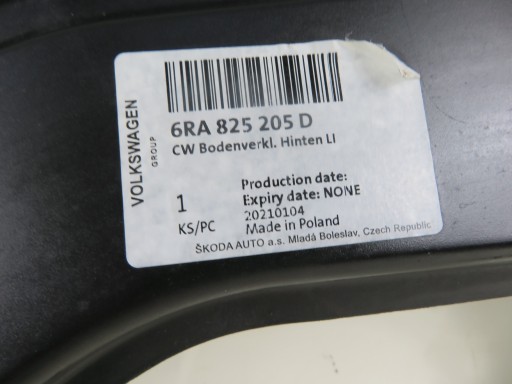 VOLKSWAGEN
GROUP
6RA 825 205 D
CW Bodenverkl. Hinten LI
1
KS/PC
Production date:
Expiry date: NONE
20210104
Made in Poland
ŠKODA AUTO a.s. Mladá Boleslav, Czech Republic